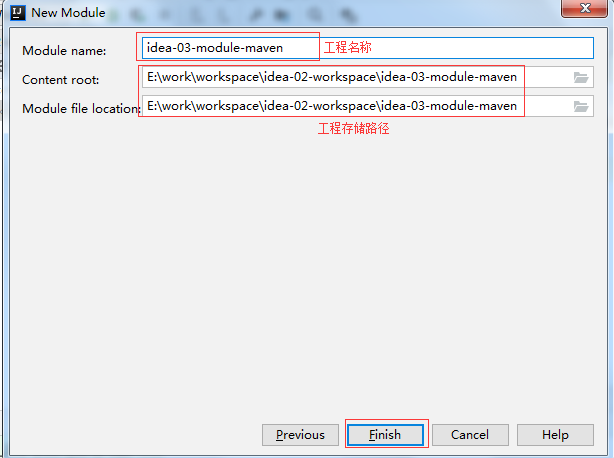 New Module
Module name: idea-03-module-maven 工程名称
Content root: E:\work\workspace\idea-02-workspace\idea-03-module-maven
Module file location: E:\work\workspace\idea-02-workspace\idea-03-module-maven
工程存储路径
Previous Finish Cancel Help